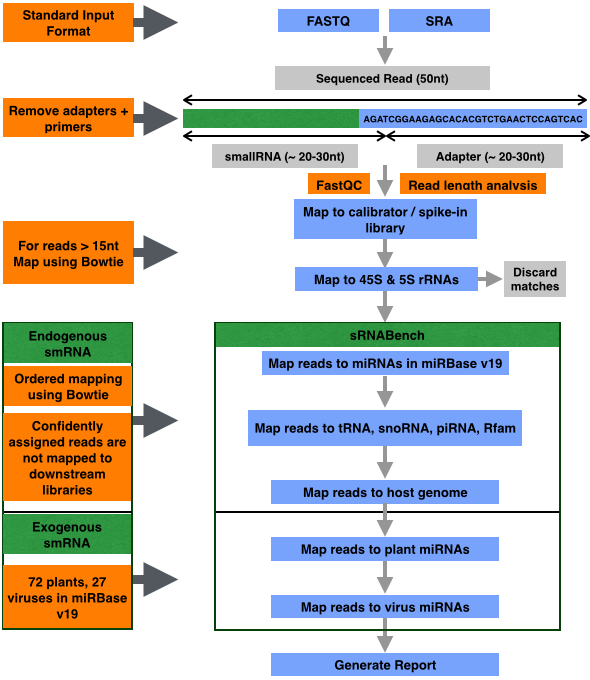 Standard Input
Format
FASTQ
SRA
Sequenced Read (50nt)
Remove adapters +
primers
AGATCGGAAGAGCACACGTCTGAACTCCAGTCAC
smallRNA (~ 20-30nt)
Adapter (~ 20-30nt)
FastQC
Read length analysis
For reads > 15nt
Map using Bowtie
Map to calibrator / spike-in
library
Map to 45S & 5S rRNAs
Discard
matches
Endogenous
smRNA
Ordered mapping
using Bowtie
Confidently
assigned reads are
not mapped to
downstream
libraries
sRNABench
Map reads to miRNAs in miRBase v19
Map reads to tRNA, snoRNA, piRNA, Rfam
Map reads to host genome
Exogenous
smRNA
72 plants, 27
viruses in miRBase
v19
Map reads to plant miRNAs
Map reads to virus miRNAs
Generate Report